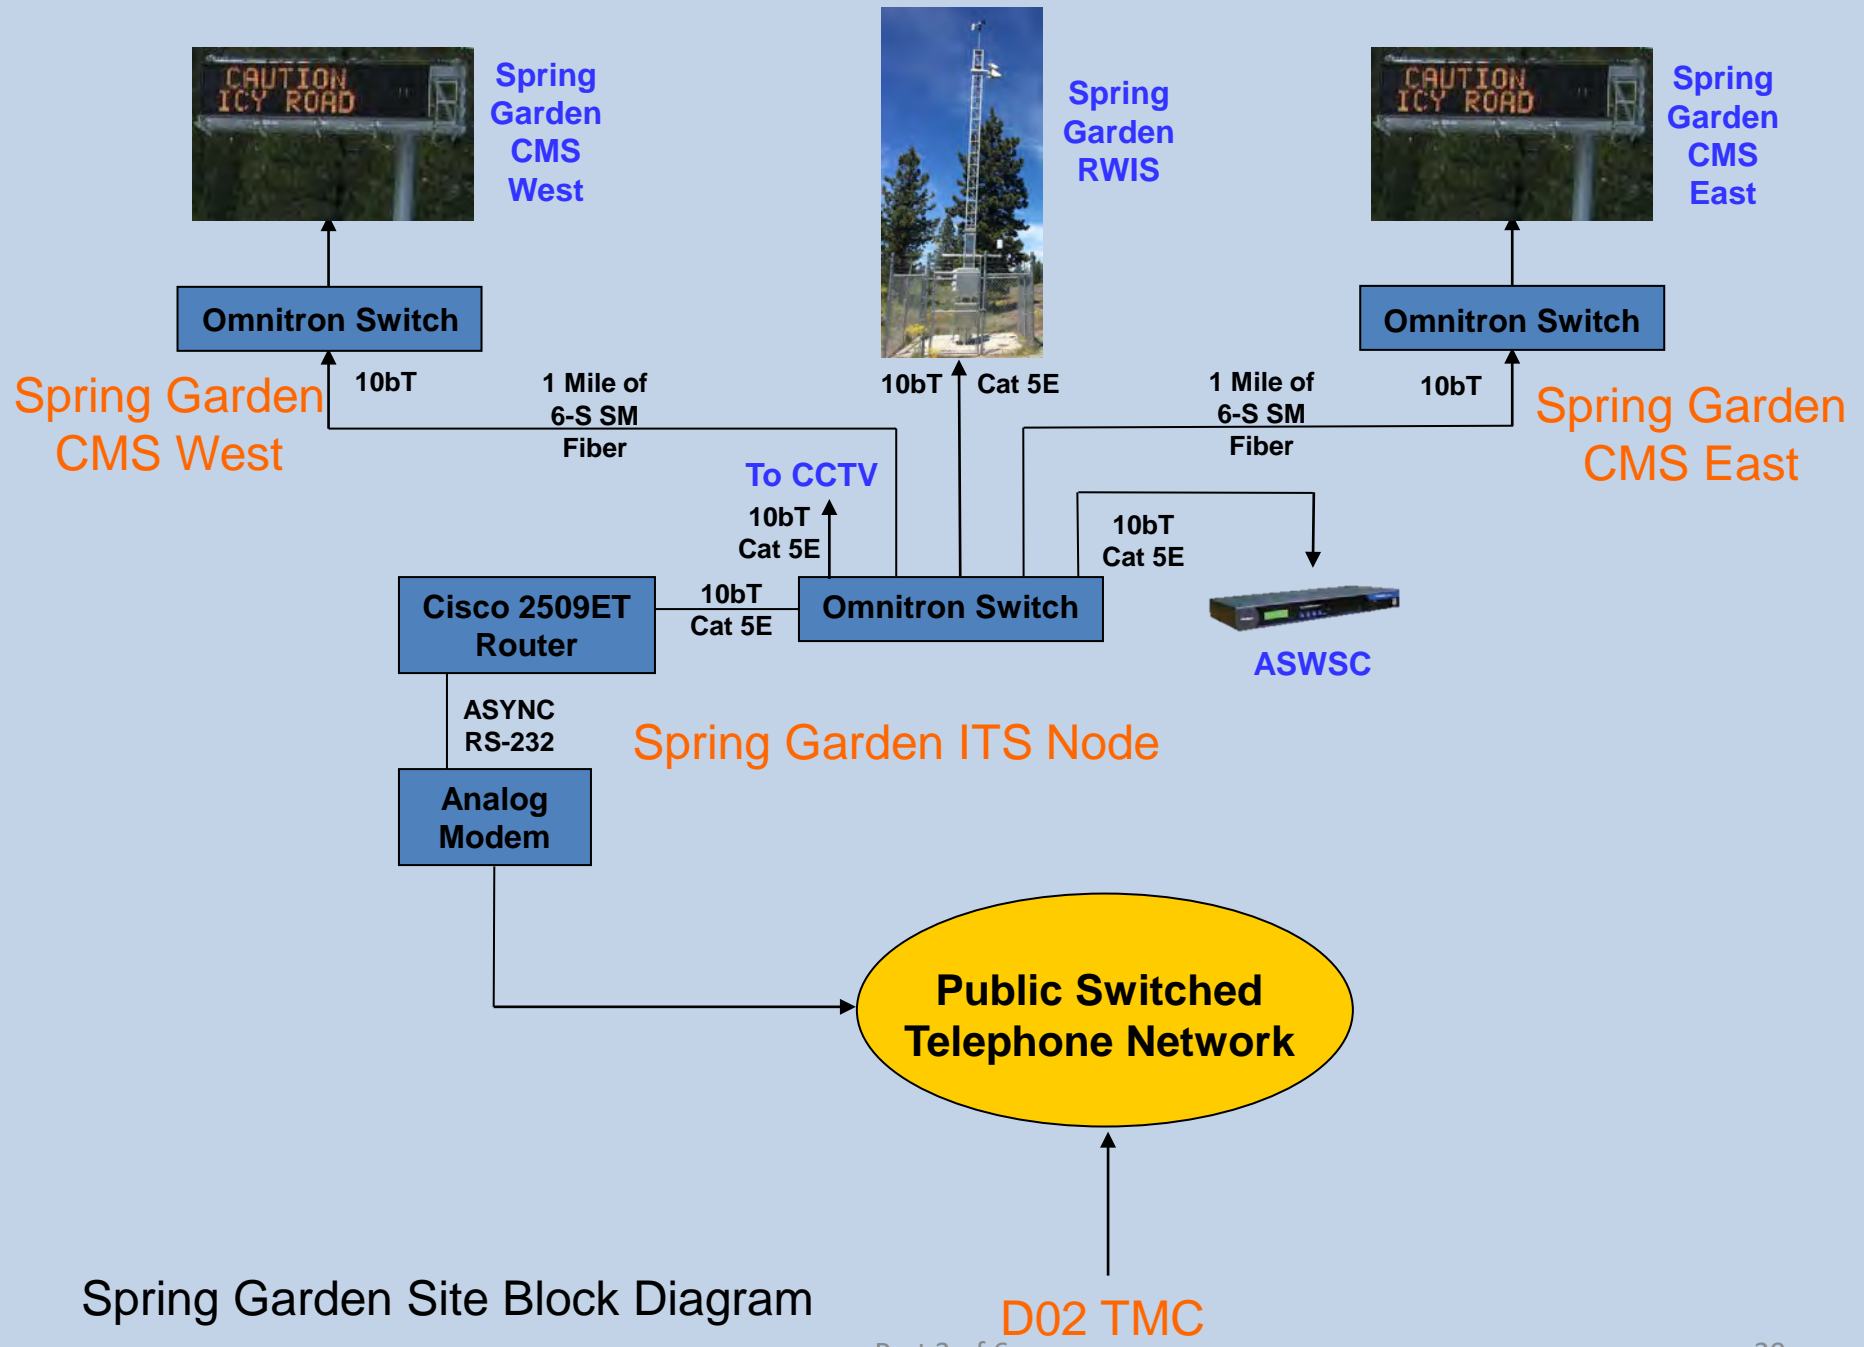 CAUTION
ICY ROAD
Spring
Garden
CMS
West
Spring
Garden
RWIS
CAUTION
ICY ROAD
Spring
Garden
CMS
East
Omnitron Switch
Omnitron Switch
Spring Garden
CMS West
10bT
1 Mile of
6-S SM
Fiber
10bT
Cat 5E
1 Mile of
6-S SM
Fiber
10bT
Spring Garden
CMS East
To CCTV
10bT
Cat 5E
10bT
Cat 5E
Cisco 2509ET
Router
10bT
Cat 5E
Omnitron Switch
ASWSC
ASYNC
RS-232
Spring Garden ITS Node
Analog
Modem
Public Switched
Telephone Network
Spring Garden Site Block Diagram
D02 TMC